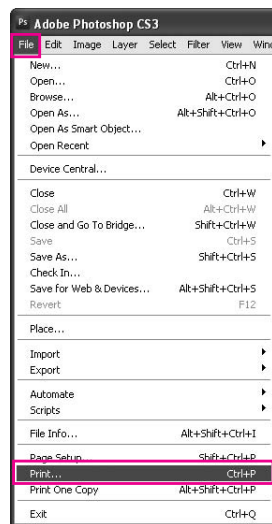 Ps Adobe Photoshop CS3
File Edit Image Layer Select Filter View
New... Ctrl+N
Open... Ctrl+O
Browse... Alt+Ctrl+O
Open As... Alt+Shift+Ctrl+O
Open As Smart Object...
Open Recent
Device Central...
Close Ctrl+W
Close All Alt+Ctrl+W
Close and Go To Bridge... Shift+Ctrl+W
Save Ctrl+S
Save As... Shift+Ctrl+S
Check In...
Save for Web & Devices... Alt+Shift+Ctrl+S
Revert F12
Place...
Import
Export
Automate
Scripts
File Info... Alt+Shift+Ctrl+I
Page Setup... Shift+Ctrl+P
Print... Ctrl+P
Print One Copy Alt+Shift+Ctrl+P
Exit Ctrl+Q